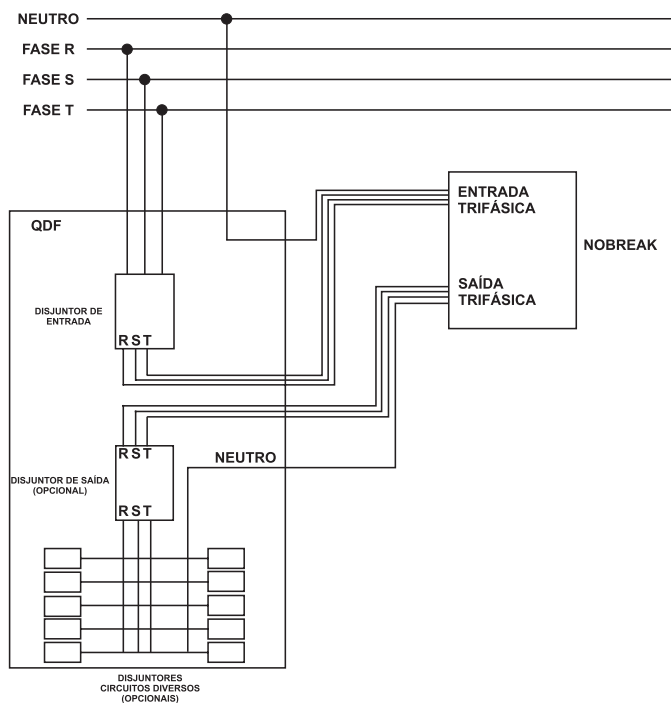 NEUTRO
FASE R
FASE S
FASE T
ENTRADA
TRIFÁSICA
NOBREAK
SAÍDA
TRIFÁSICA
QDF
DISJUNTOR DE
ENTRADA
R S T
R S T
DISJUNTOR DE SAÍDA
(OPCIONAL)
NEUTRO
R S T
DISJUNTORES
CIRCUITOS DIVERSOS
(OPCIONAIS)